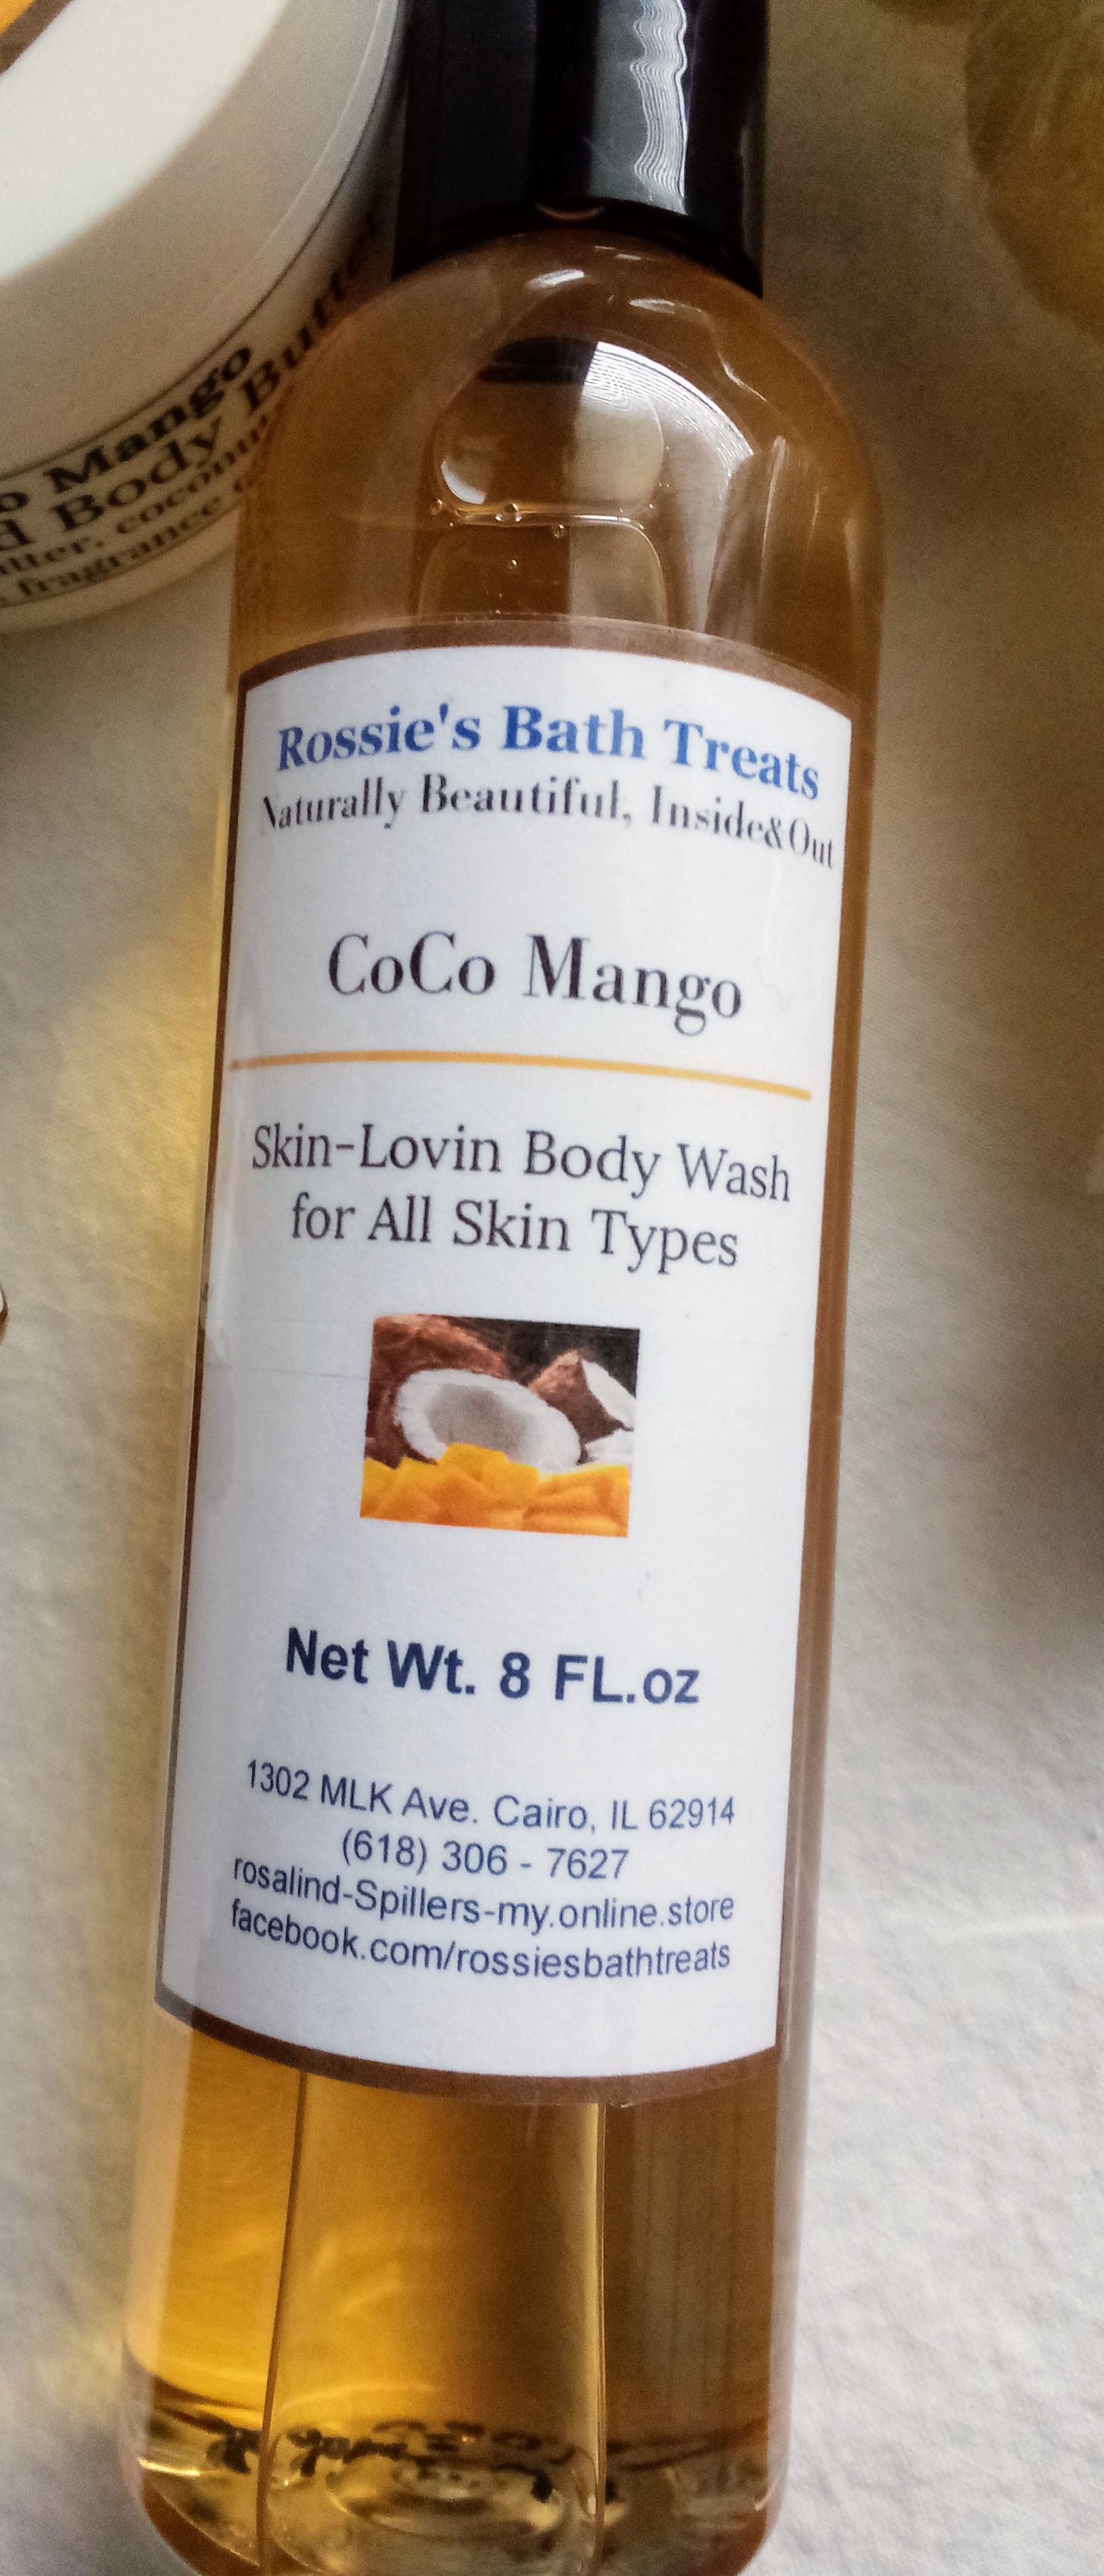 Mango
Body Butter
coconut
fragrance
Rossie's Bath Treats
Naturally Beautiful, Inside&Out
CoCo Mango
Skin-Lovin Body Wash
for All Skin Types
Net Wt. 8 FL.oz
1302 MLK Ave. Cairo, IL 62914
(618) 306 - 7627
rosalind-Spillers-my.online.store
facebook.com/rossiesbathtreats